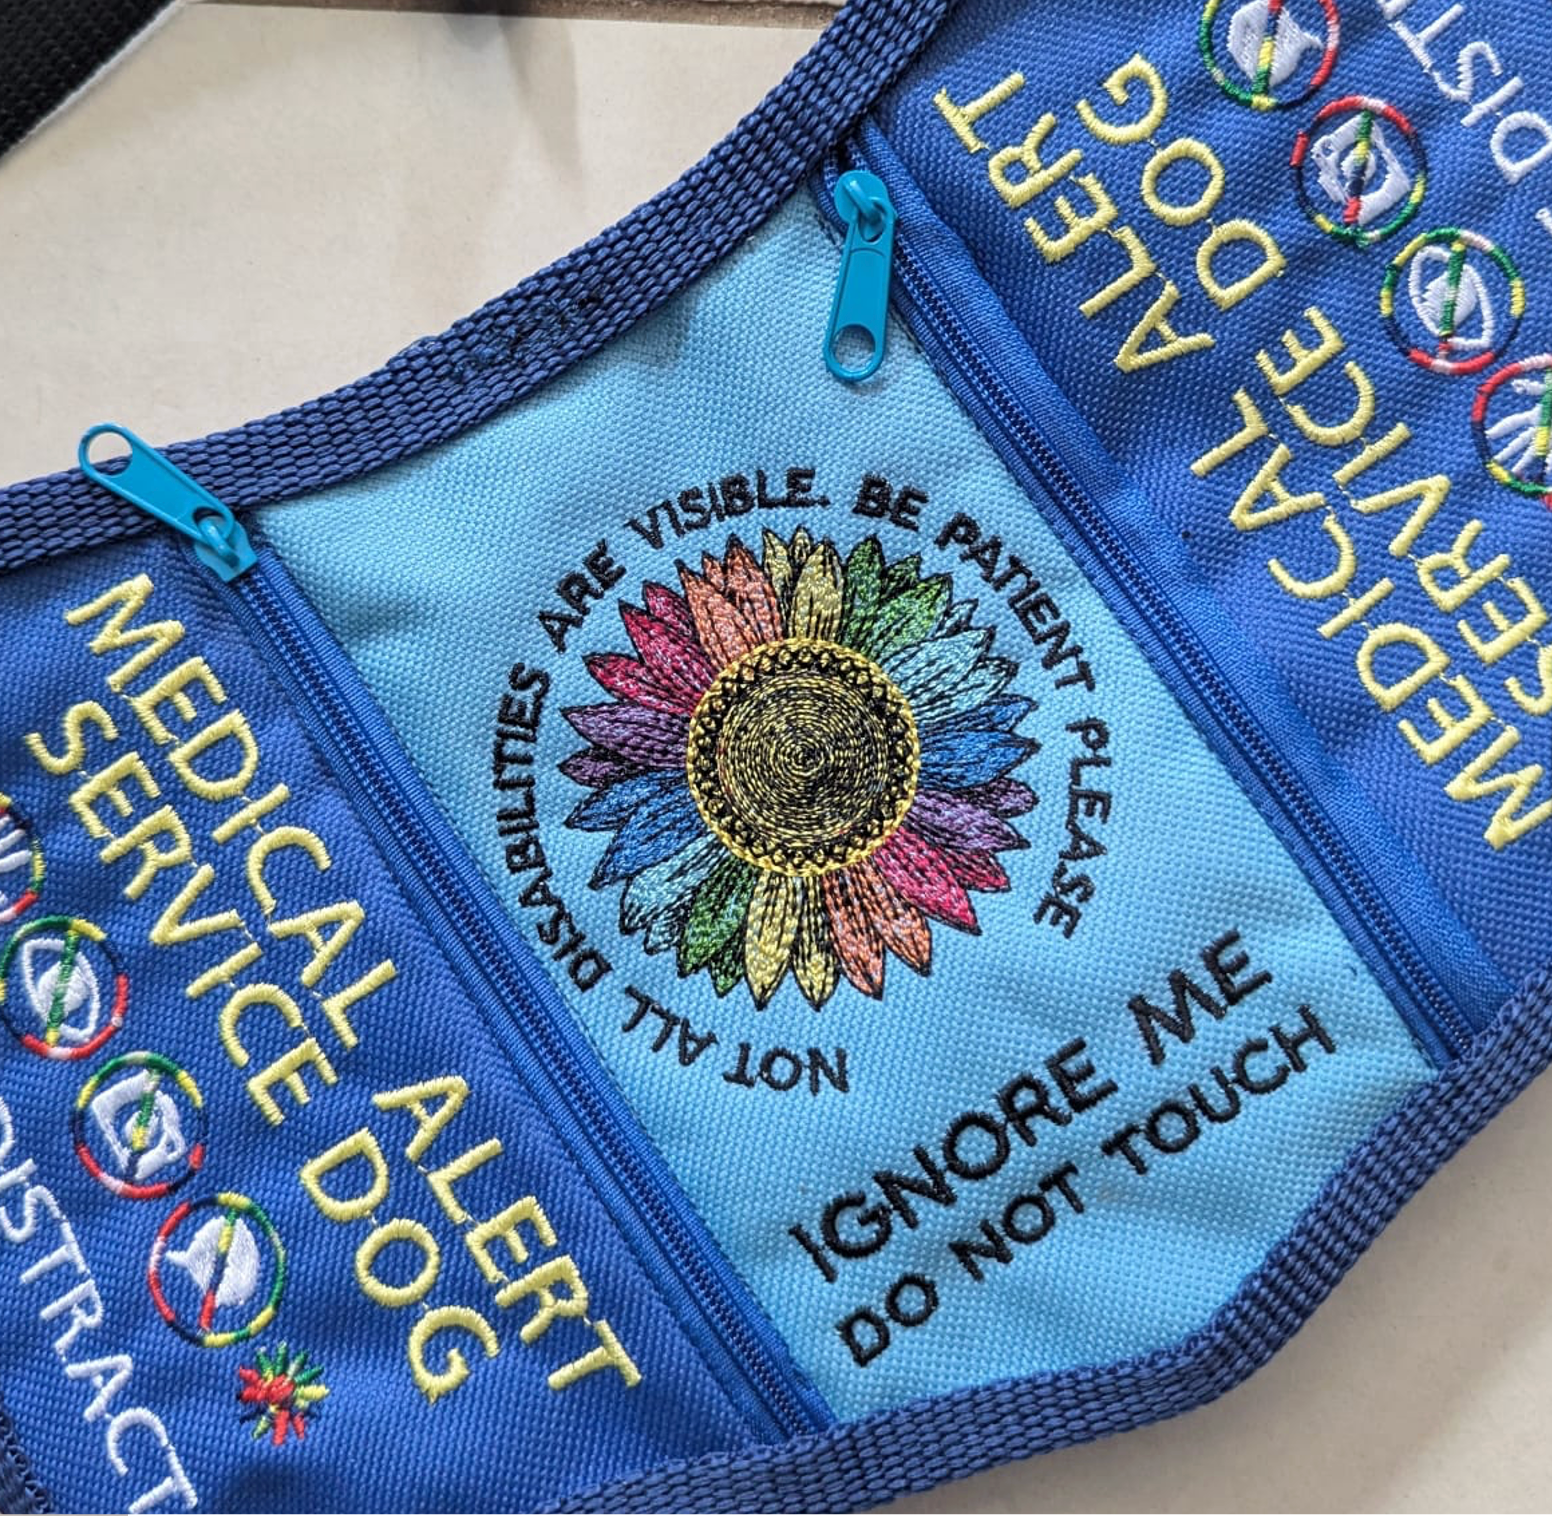 MEDICAL ALERT
SERVICE DOG
DISTRACT
NOT ALL DISABILITIES ARE VISIBLE. BE PATIENT PLEASE
IGNORE ME
DO NOT TOUCH
MEDICAL ALERT
SERVICE DOG